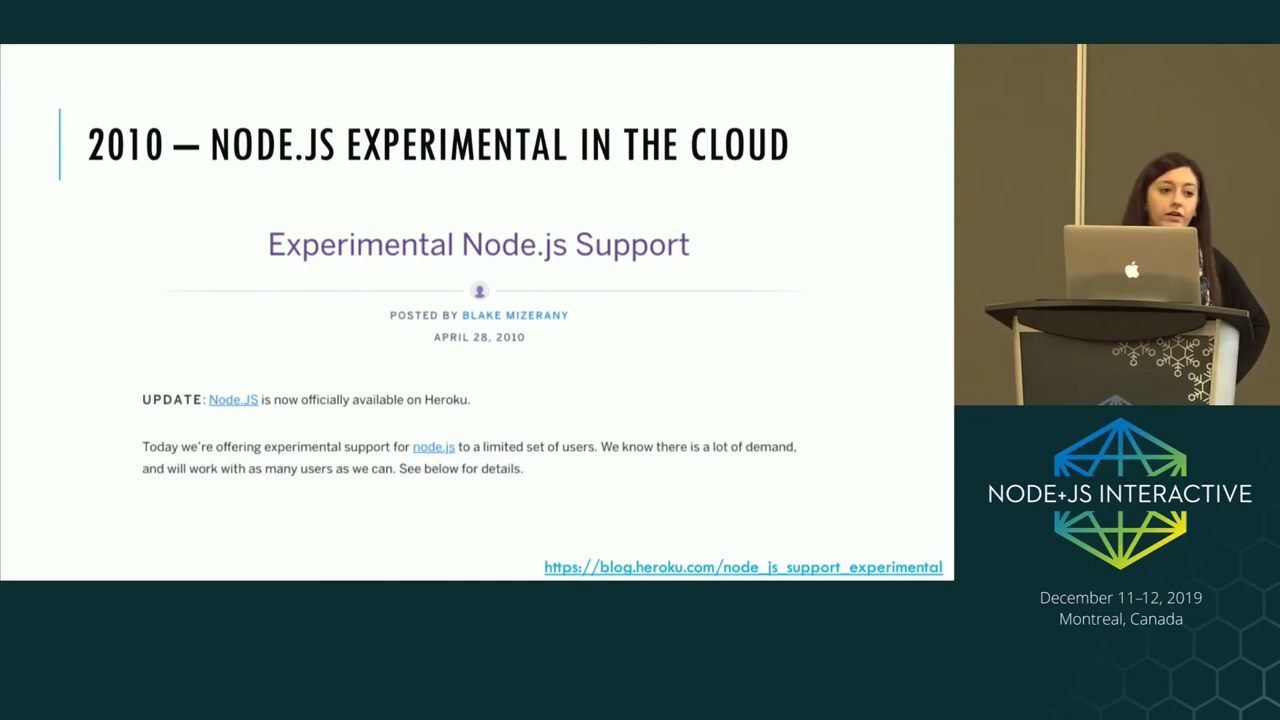 2010 – NODE.JS EXPERIMENTAL IN THE CLOUD
Experimental Node.js Support
POSTED BY BLAKE MIZERANY
APRIL 28, 2010
UPDATE: Node.JS is now officially available on Heroku.
Today we're offering experimental support for node.js to a limited set of users. We know there is a lot of demand,
and will work with as many users as we can. See below for details.
https://blog.heroku.com/node_js_support_experimental
NODE+JS INTERACTIVE
December 11–12, 2019
Montreal, Canada